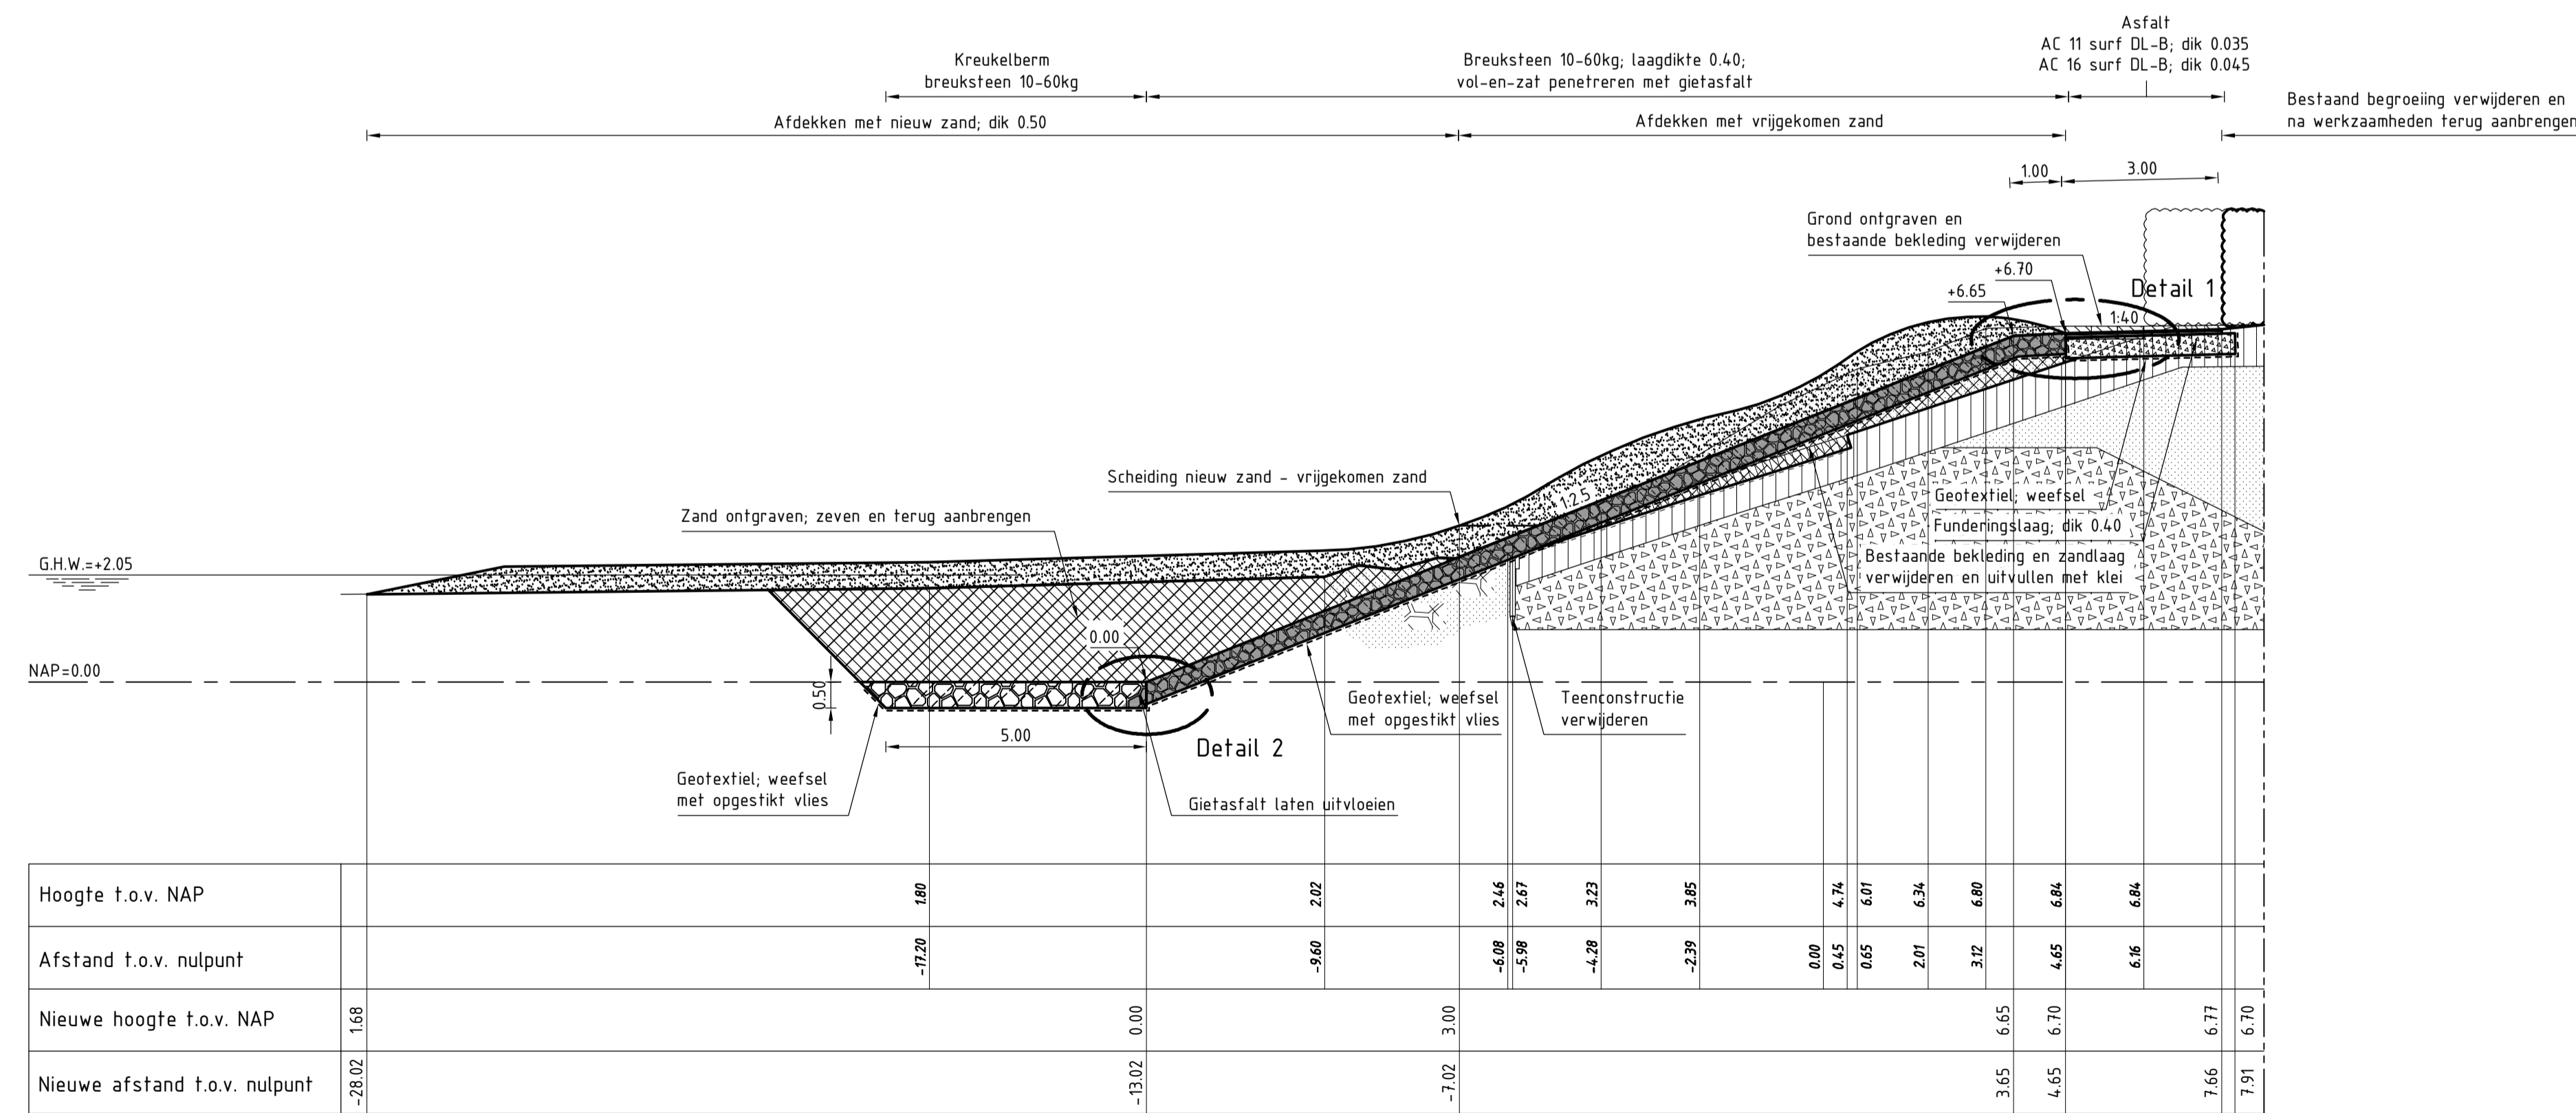 Asfalt
AC 11 surf DL-B; dik 0.035
AC 16 surf DL-B; dik 0.045
Kreukelberm
breuksteen 10-60kg
Breuksteen 10-60kg; laagdikte 0.40;
vol-en-zat penetreren met gietasfalt
Bestaand begroeiing verwijderen en
na werkzaamheden terug aanbrengen
Afdekken met nieuw zand; dik 0.50
Afdekken met vrijgekomen zand
1.00
3.00
Grond ontgraven en
bestaande bekleding verwijderen
+6.70
+6.65
Detail 1
1:40
Scheiding nieuw zand - vrijgekomen zand
1:2.5
Zand ontgraven; zeven en terug aanbrengen
Geotextiel; weefsel
Funderingslaag; dik 0.40
Bestaande bekleding en zandlaag
verwijderen en uitvullen met klei
G.H.W.=+2.05
0.00
NAP=0.00
0.50
Geotextiel; weefsel
met opgestikt vlies
Teenconstructie
verwijderen
5.00
Detail 2
Geotextiel; weefsel
met opgestikt vlies
Gietasfalt laten uitvloeien
Hoogte t.o.v. NAP 1.80 2.02 2.46 2.67 3.23 3.85 4.74 6.01 6.34 6.80 6.84 6.84
Afstand t.o.v. nulpunt -17.20 -9.60 -6.08 -5.98 -4.28 -2.39 0.00 0.45 0.65 2.01 3.12 4.65 6.16
Nieuwe hoogte t.o.v. NAP 1.68 0.00 3.00 6.65 6.70 6.77 6.70
Nieuwe afstand t.o.v. nulpunt -28.02 -13.02 -7.02 3.65 4.65 7.66 7.91